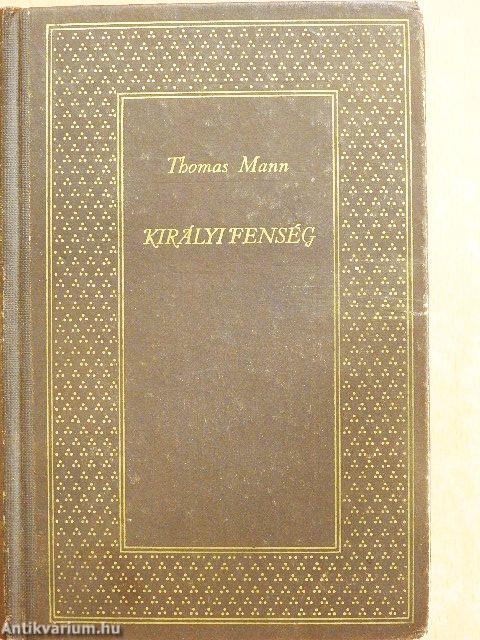 Thomas Mann
KIRÁLYI FENSÉG
Antikvarium.hu